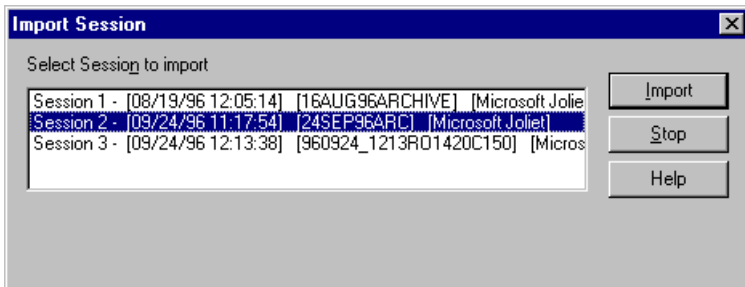 Import Session
Select Session to import
Session 1 - [08/19/96 12:05:14] [16AUG96ARCHIVE] [Microsoft Jolie
Session 2 - [09/24/96 11:17:54] [24SEP96ARC] [Microsoft Joliet]
Session 3 - [09/24/96 12:13:38] [960924_1213RO1420C150] [Micros
Import
Stop
Help